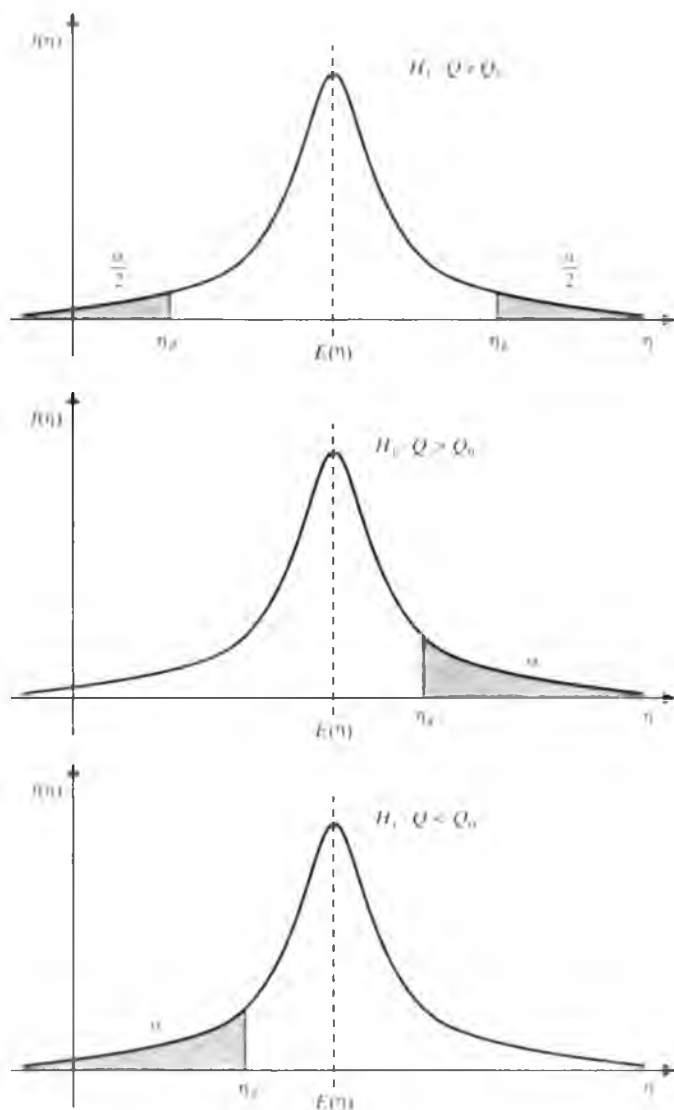 f(η)
H₁: Q ≠ Q₀
α/2
α/2
E(η)
η
f(η)
H₁: Q > Q₀
α
E(η)
η
f(η)
H₁: Q < Q₀
α
E(η)